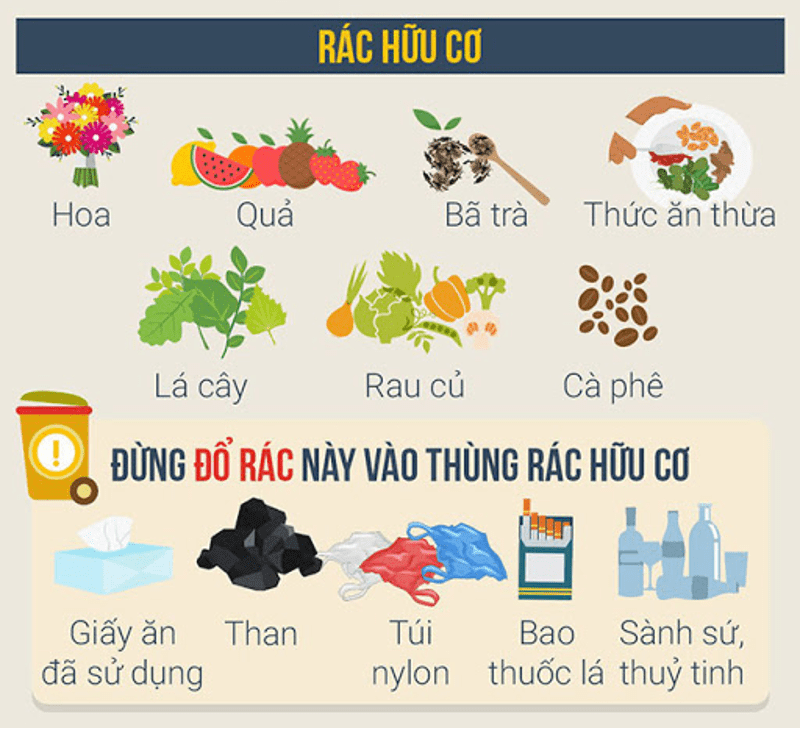 RÁC HỮU CƠ
Hoa
Quả
Bã trà
Thức ăn thừa
Lá cây
Rau củ
Cà phê
ĐỪNG ĐỔ RÁC NÀY VÀO THÙNG RÁC HỮU CƠ
Giấy ăn
đã sử dụng
Than
Túi
nylon
Bao
thuốc lá
Sành sứ,
thuỷ tinh